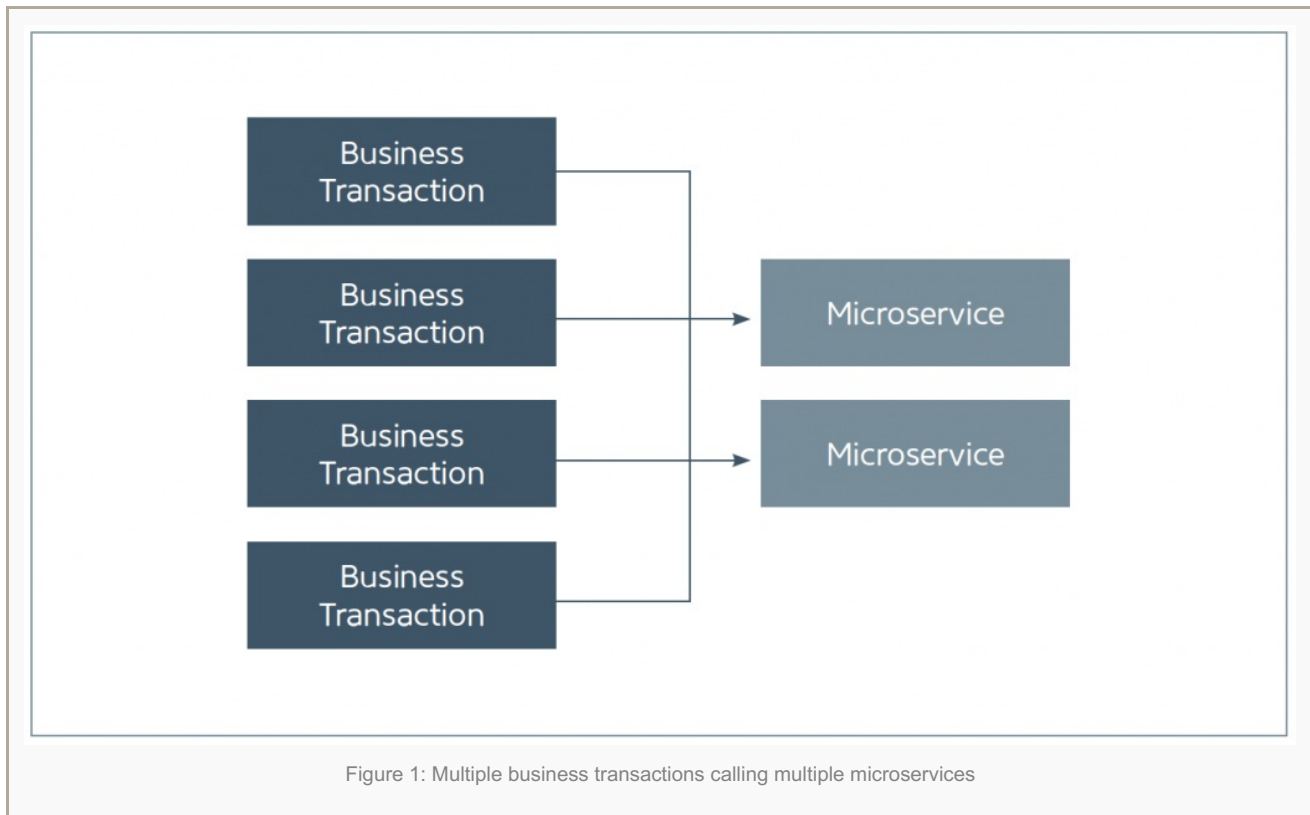 Business
Transaction
Business
Transaction
Microservice
Business
Transaction
Microservice
Business
Transaction
Figure 1: Multiple business transactions calling multiple microservices